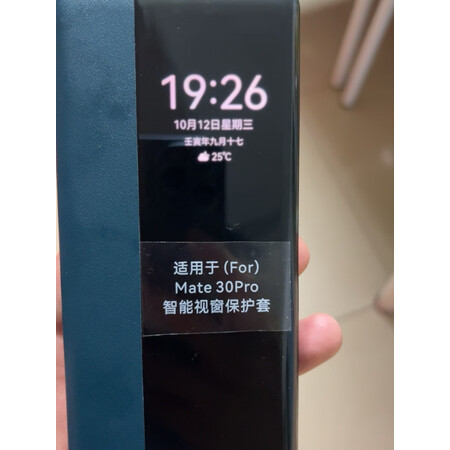 19:26
10月12日星期三
壬寅年九月十七
25℃
适用于 (For)
Mate 30Pro
智能视窗保护套